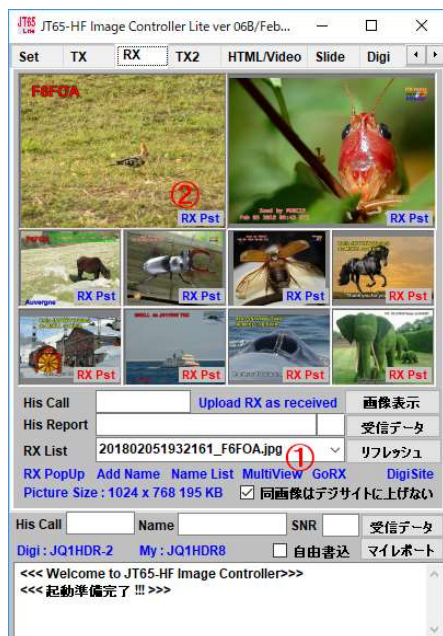 JT65-HF Image Controller Lite ver 06B/Feb...
Set TX RX TX2 HTML/Video Slide Digi
F6FOA
②
RX Pst RX Pst
RX Pst RX Pst RX Pst RX Pst
Auvergne
RX Pst RX Pst RX Pst RX Pst
His Call Upload RX as received 画像表示
His Report 受信データ
RX List 201802051932161_F6FOA.jpg ① リフレッシュ
RX PopUp Add Name Name List MultiView GoRX DigiSite
Picture Size : 1024 x 768 195 KB 同画像はデジサイトに上げない
His Call Name SNR 受信データ
Digi : JQ1HDR-2 My : JQ1HDR8 自由書込 マイレポート
<<< Welcome to JT65-HF Image Controller>>>
<<< 起動準備完了 !!! >>>